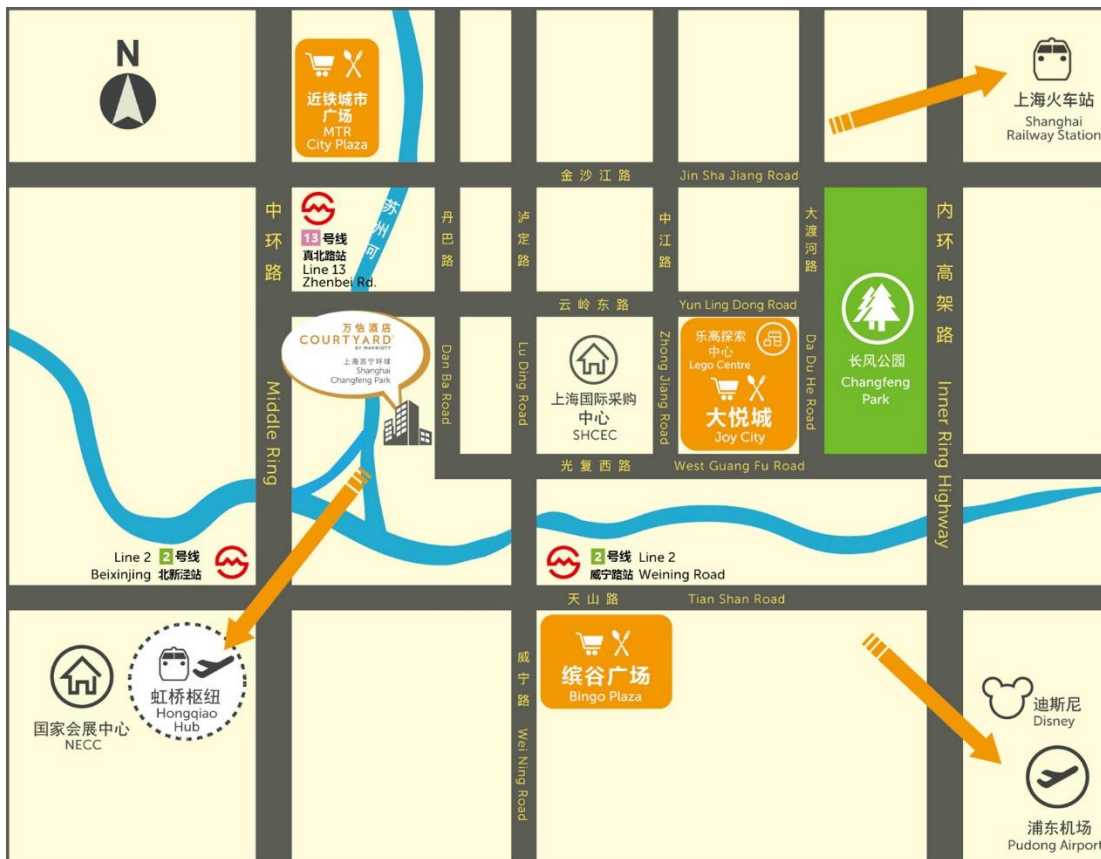 N
近铁城市
广场
MTR
City Plaza
上海火车站
Shanghai
Railway Station
金沙江路 Jin Sha Jiang Road
中环路
Middle Ring
13 号线
真北路站
Line 13
Zhenbei Rd.
苏州河
丹巴路
Dan Ba Road
泸定路
Lu Ding Road
中江路
Zhong Jiang Road
大渡河路
Da Du He Road
内环高架路
Inner Ring Highway
云岭东路 Yun Ling Dong Road
万怡酒店
COURTYARD
BY MARRIOTT
上海苏宁环球
Shanghai
Changfeng Park
上海国际采购
中心
SHCEC
乐高探索
中心
Lego Centre
大悦城
Joy City
长风公园
Changfeng
Park
光复西路 West Guang Fu Road
Line 2 2 号线
Beixinjing 北新泾站
2 号线 Line 2
威宁路站 Weining Road
天山路 Tian Shan Road
国家会展中心
NECC
虹桥枢纽
Hongqiao
Hub
威宁路
Wei Ning Road
缤谷广场
Bingo Plaza
迪斯尼
Disney
浦东机场
Pudong Airport